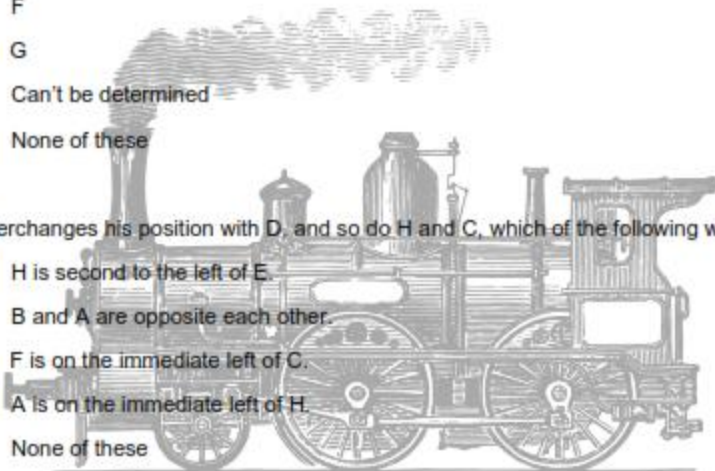 F
G
Can't be determined
None of these
erchanges his position with D, and so do H and C, which of the following w
H is second to the left of E.
B and A are opposite each other.
F is on the immediate left of C.
A is on the immediate left of H.
None of these